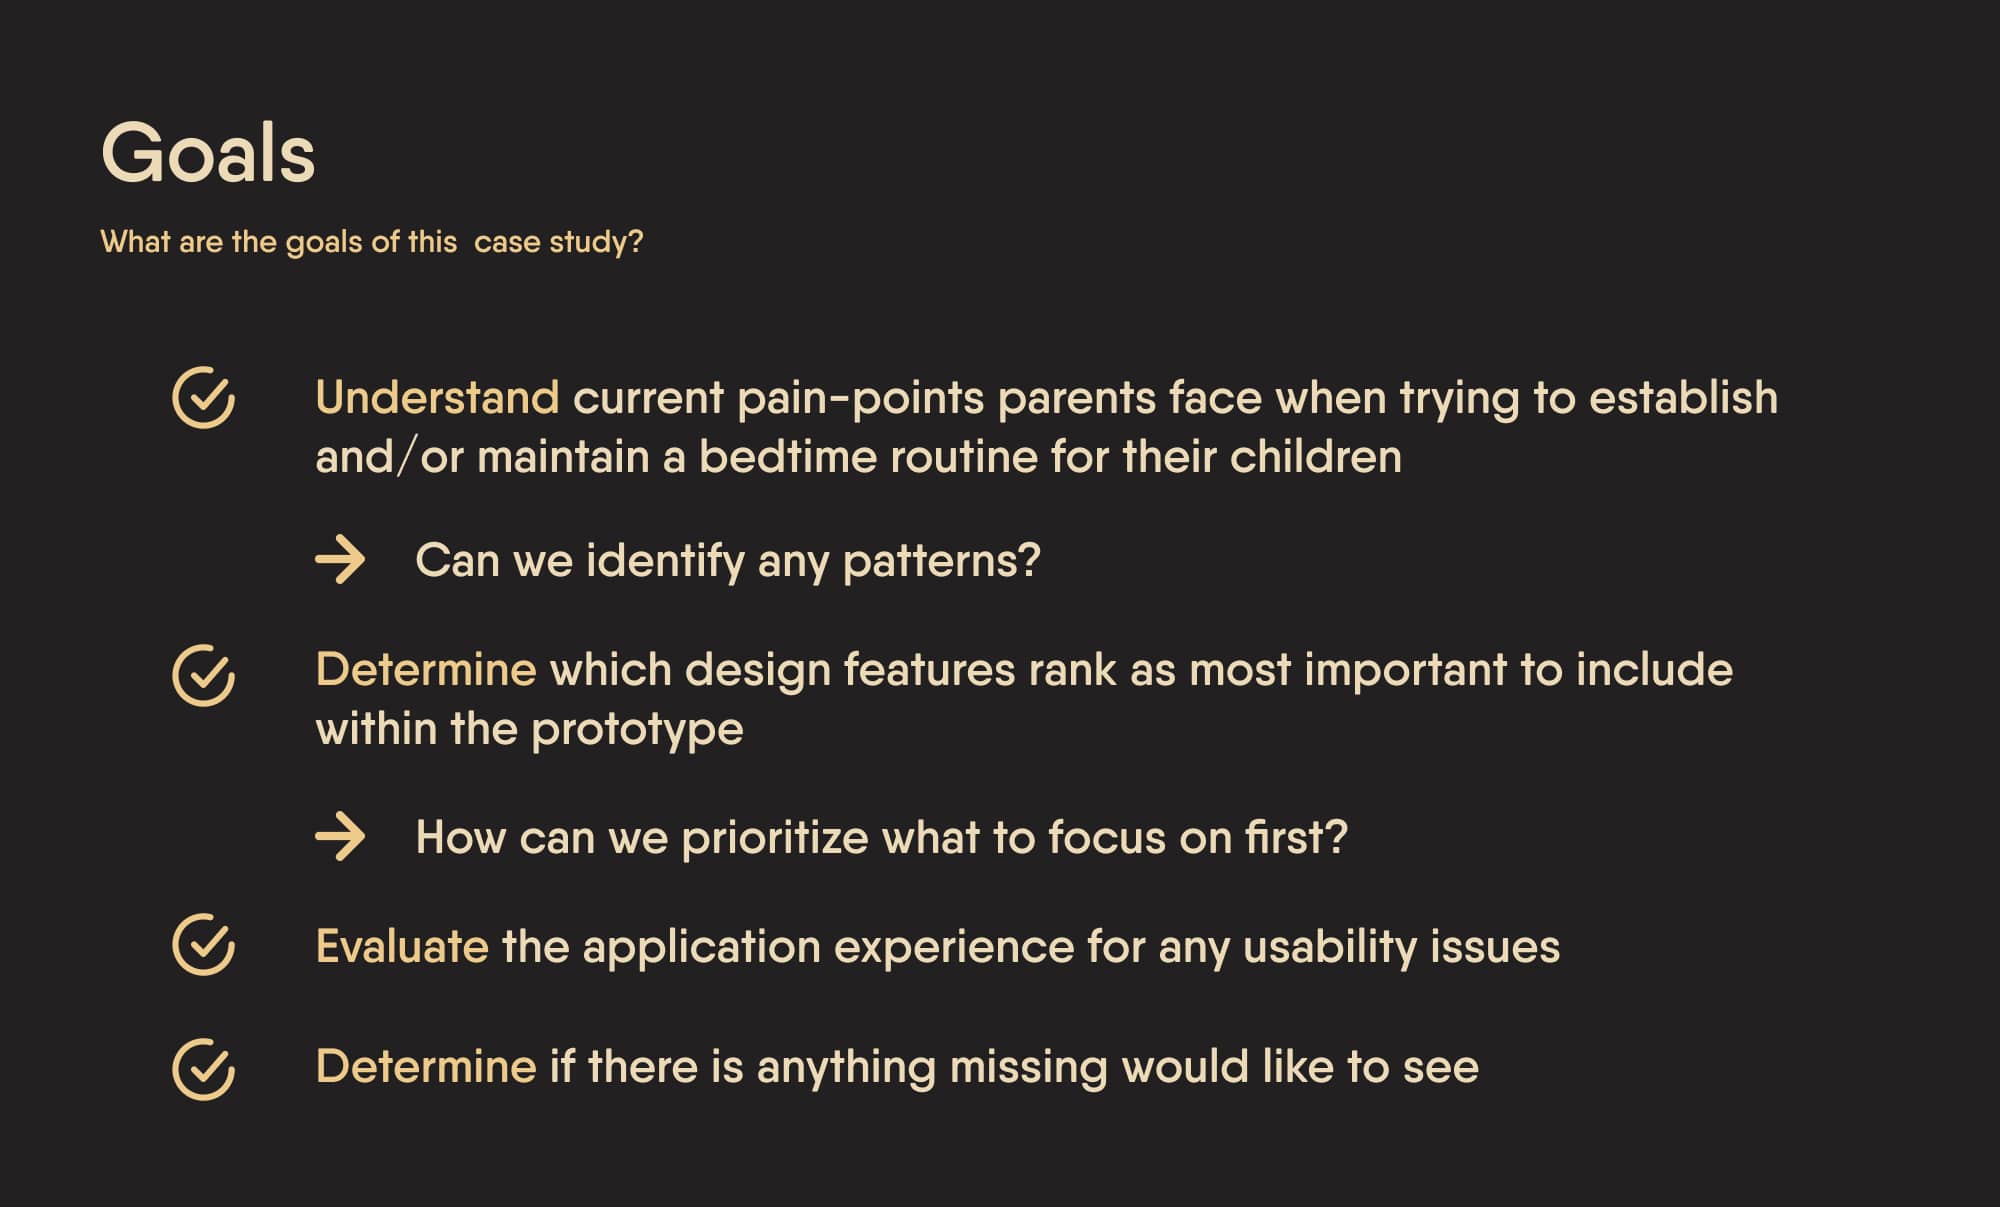 Goals
What are the goals of this  case study?
Understand current pain-points parents face when trying to establish
and/or maintain a bedtime routine for their children
Can we identify any patterns?
Determine which design features rank as most important to include
within the prototype
How can we prioritize what to focus on first?
Evaluate the application experience for any usability issues
Determine if there is anything missing would like to see